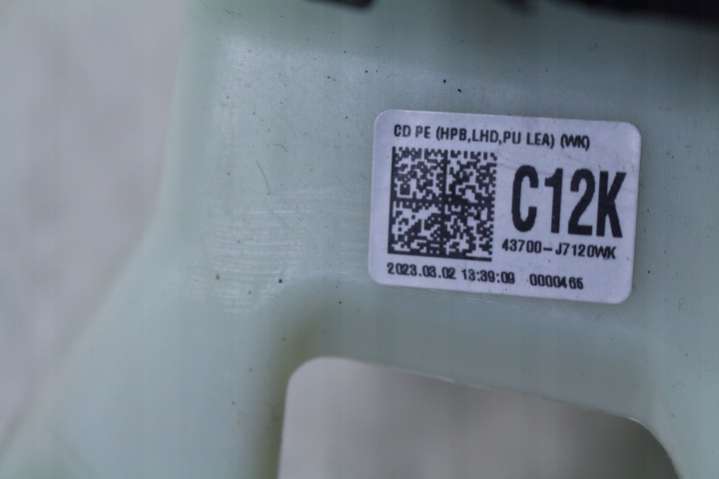 CD PE (HPB,LHD,PU LEA) (WK)
C12K
43700-J7120WK
2023.03.02 13:39:09 0000465